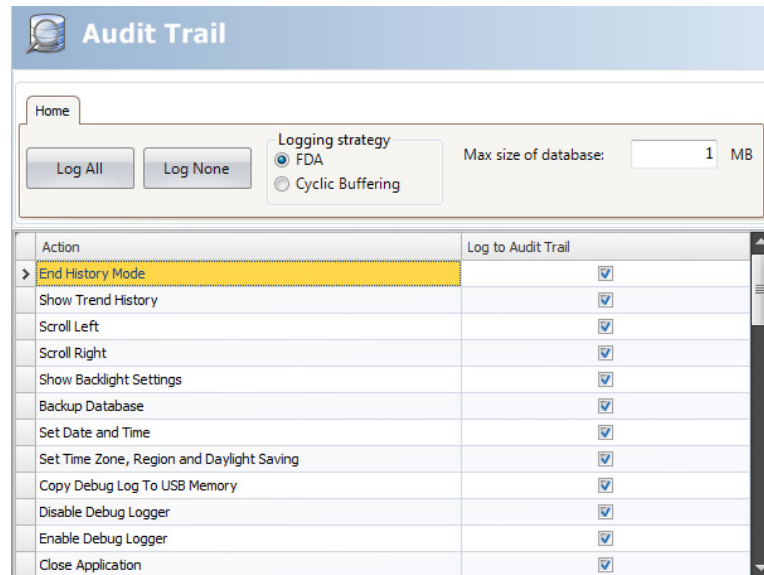 Audit Trail
Home
Log All
Log None
Logging strategy
FDA
Cyclic Buffering
Max size of database:
1 MB
Action Log to Audit Trail
End History Mode
Show Trend History
Scroll Left
Scroll Right
Show Backlight Settings
Backup Database
Set Date and Time
Set Time Zone, Region and Daylight Saving
Copy Debug Log To USB Memory
Disable Debug Logger
Enable Debug Logger
Close Application